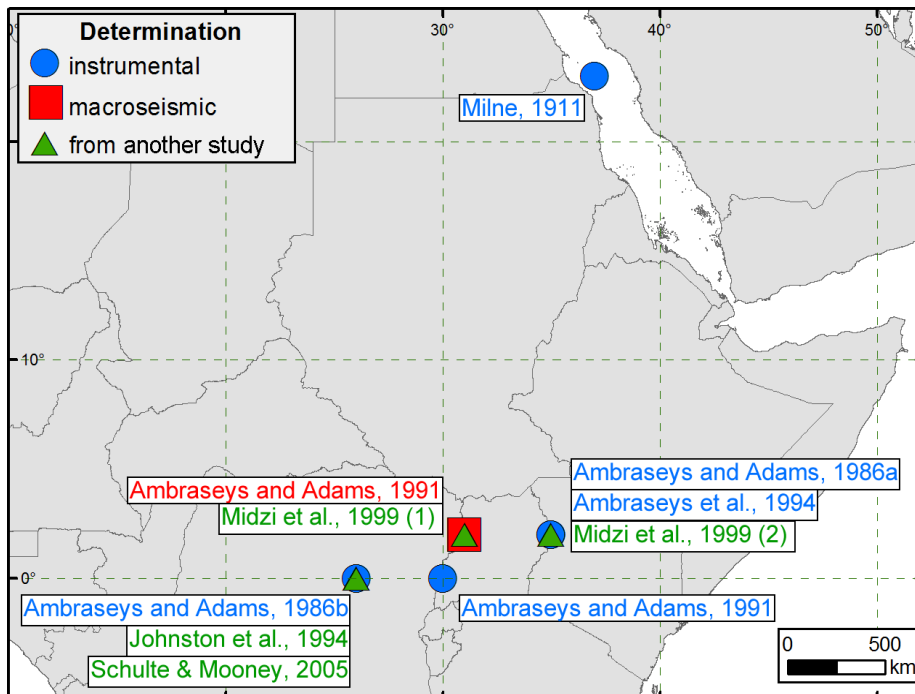 Determination
instrumental
macroseismic
from another study
0°
30°
40°
50°
Milne, 1911
10°
Ambraseys and Adams, 1986a
Ambraseys et al., 1994
Midzi et al., 1999 (2)
Ambraseys and Adams, 1991
Midzi et al., 1999 (1)
0°
Ambraseys and Adams, 1986b
Johnston et al., 1994
Schulte & Mooney, 2005
Ambraseys and Adams, 1991
0 500
km